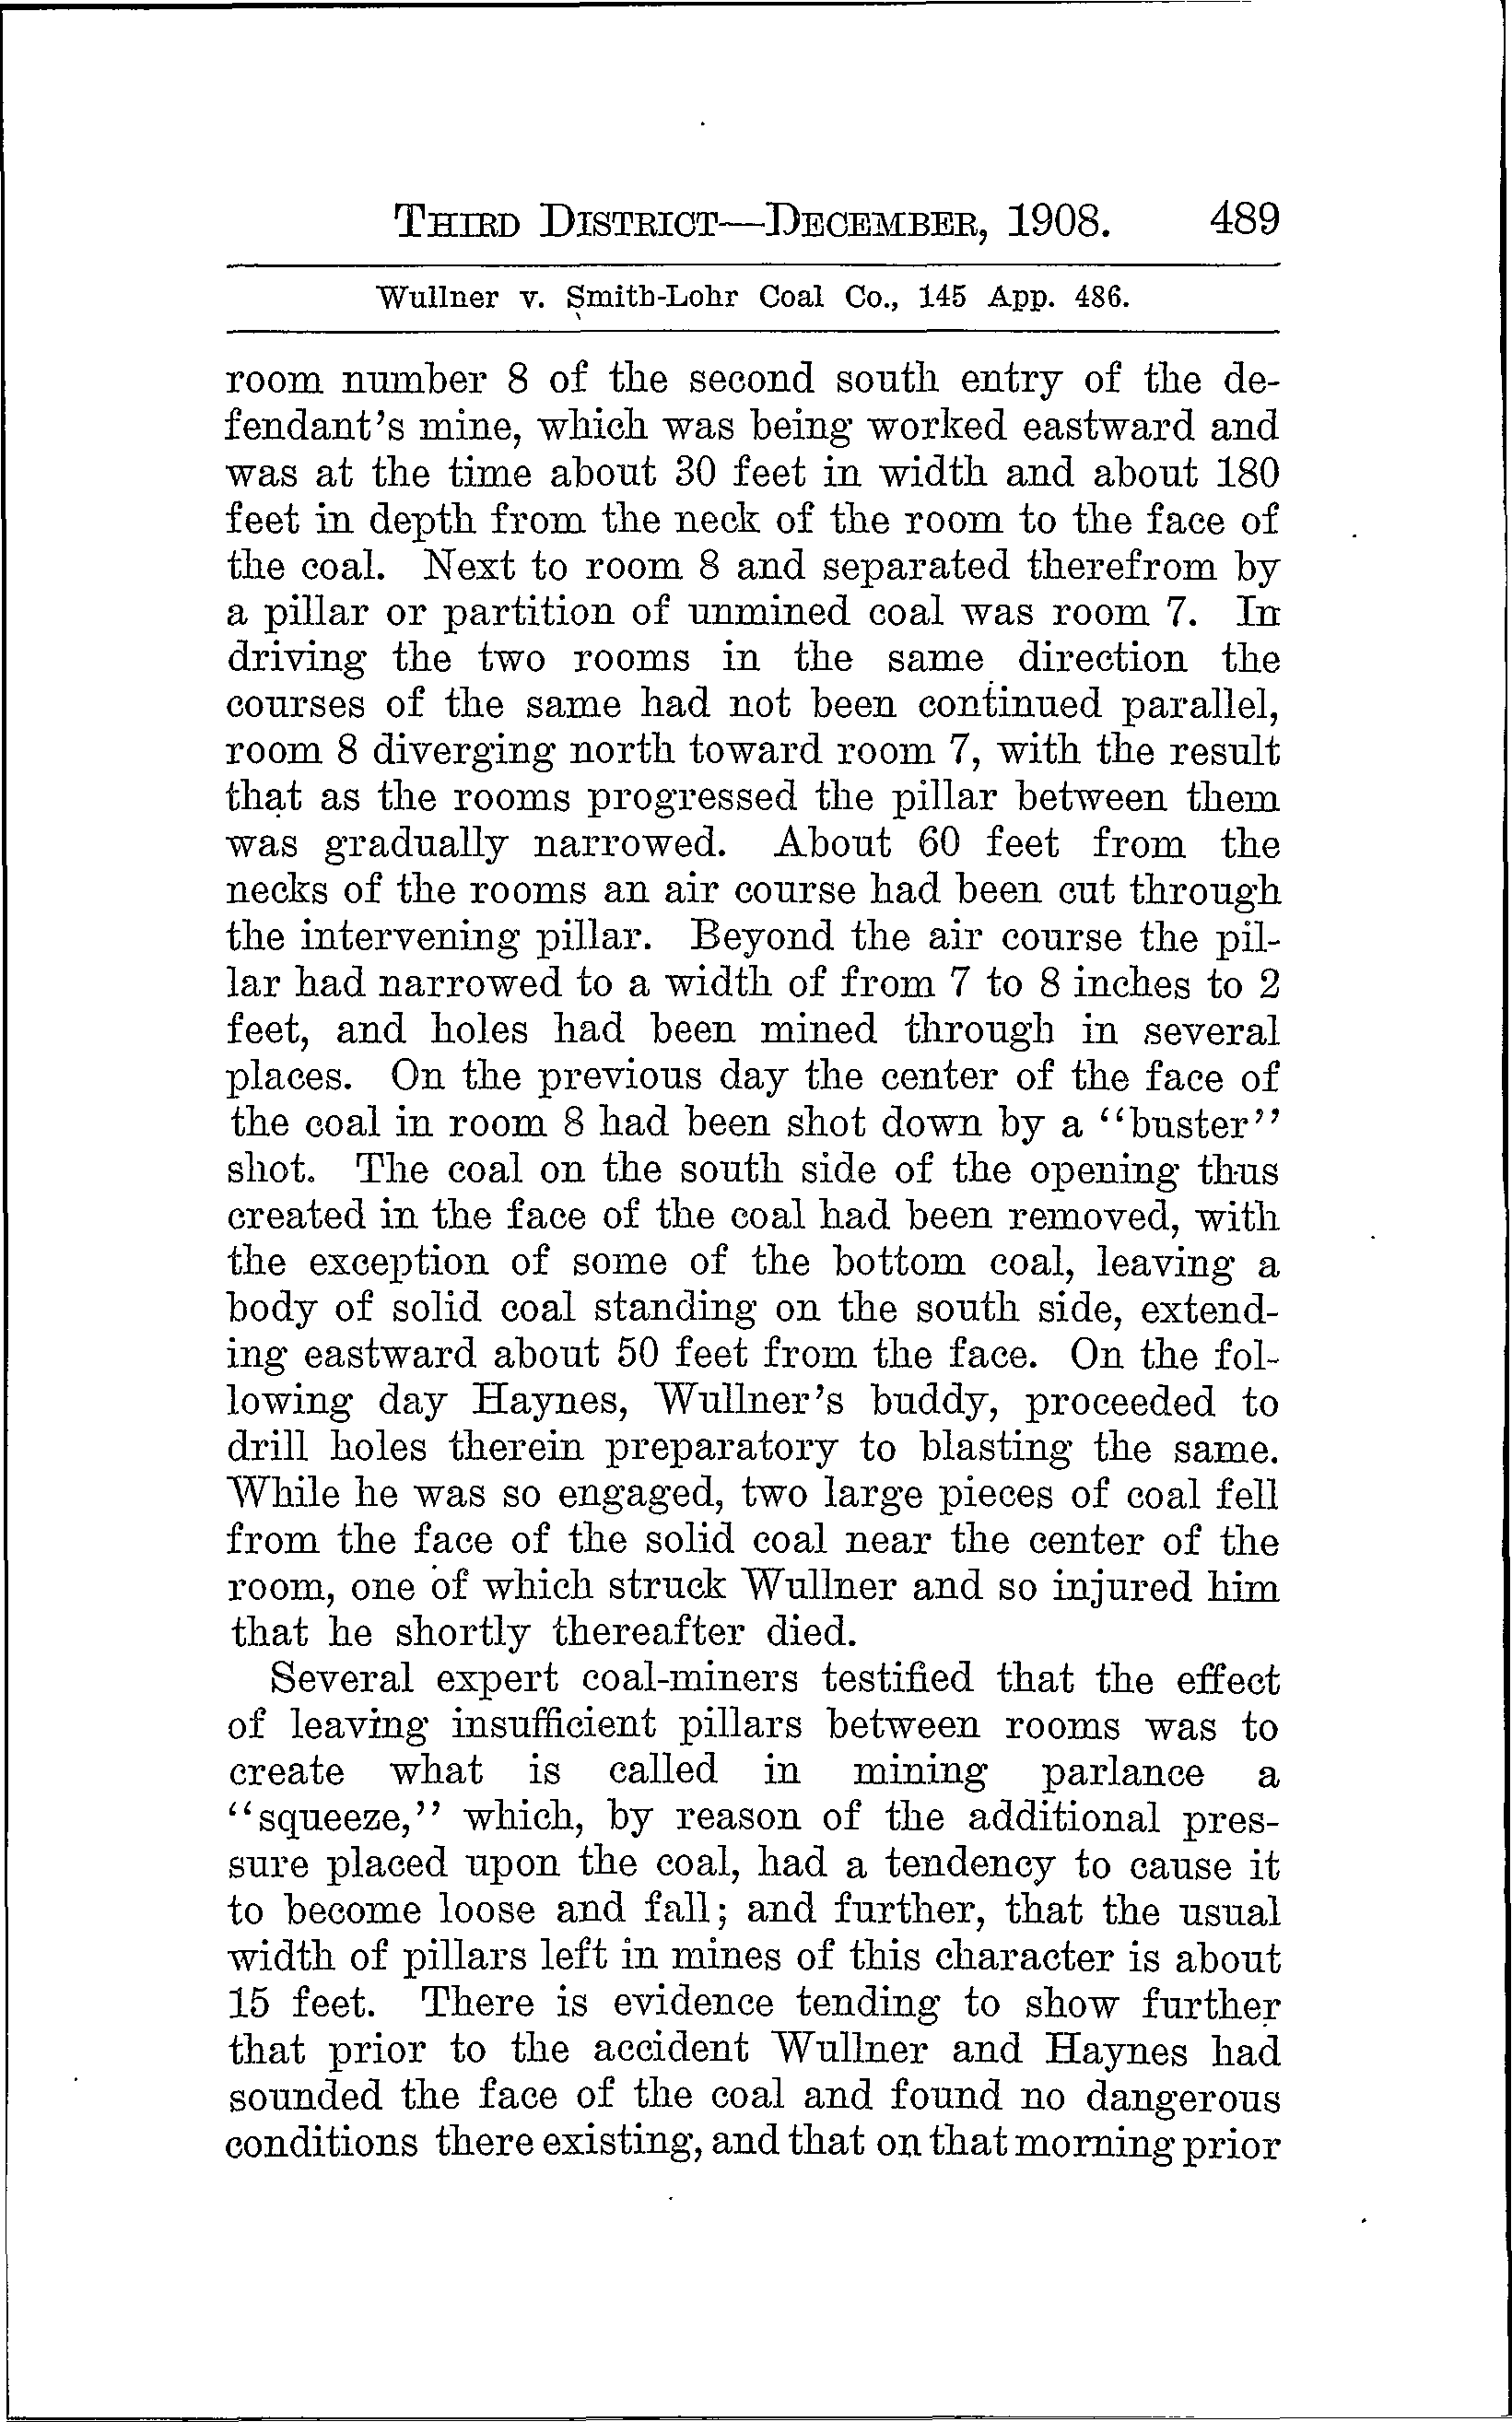 THIRD DISTRICT—DECEMBER, 1908. 489
Wullner v. Smith-Lohr Coal Co., 145 App. 486.
room number 8 of the second south entry of the de-
fendant's mine, which was being worked eastward and
was at the time about 30 feet in width and about 180
feet in depth from the neck of the room to the face of
the coal. Next to room 8 and separated therefrom by
a pillar or partition of unmined coal was room 7. In
driving the two rooms in the same direction the
courses of the same had not been continued parallel,
room 8 diverging north toward room 7, with the result
that as the rooms progressed the pillar between them
was gradually narrowed. About 60 feet from the
necks of the rooms an air course had been cut through
the intervening pillar. Beyond the air course the pil-
lar had narrowed to a width of from 7 to 8 inches to 2
feet, and holes had been mined through in several
places. On the previous day the center of the face of
the coal in room 8 had been shot down by a "buster"
shot. The coal on the south side of the opening thus
created in the face of the coal had been removed, with
the exception of some of the bottom coal, leaving a
body of solid coal standing on the south side, extend-
ing eastward about 50 feet from the face. On the fol-
lowing day Haynes, Wullner's buddy, proceeded to
drill holes therein preparatory to blasting the same.
While he was so engaged, two large pieces of coal fell
from the face of the solid coal near the center of the
room, one of which struck Wullner and so injured him
that he shortly thereafter died.
Several expert coal-miners testified that the effect
of leaving insufficient pillars between rooms was to
create what is called in mining parlance a
"squeeze," which, by reason of the additional pres-
sure placed upon the coal, had a tendency to cause it
to become loose and fall; and further, that the usual
width of pillars left in mines of this character is about
15 feet. There is evidence tending to show further
that prior to the accident Wullner and Haynes had
sounded the face of the coal and found no dangerous
conditions there existing, and that on that morning prior